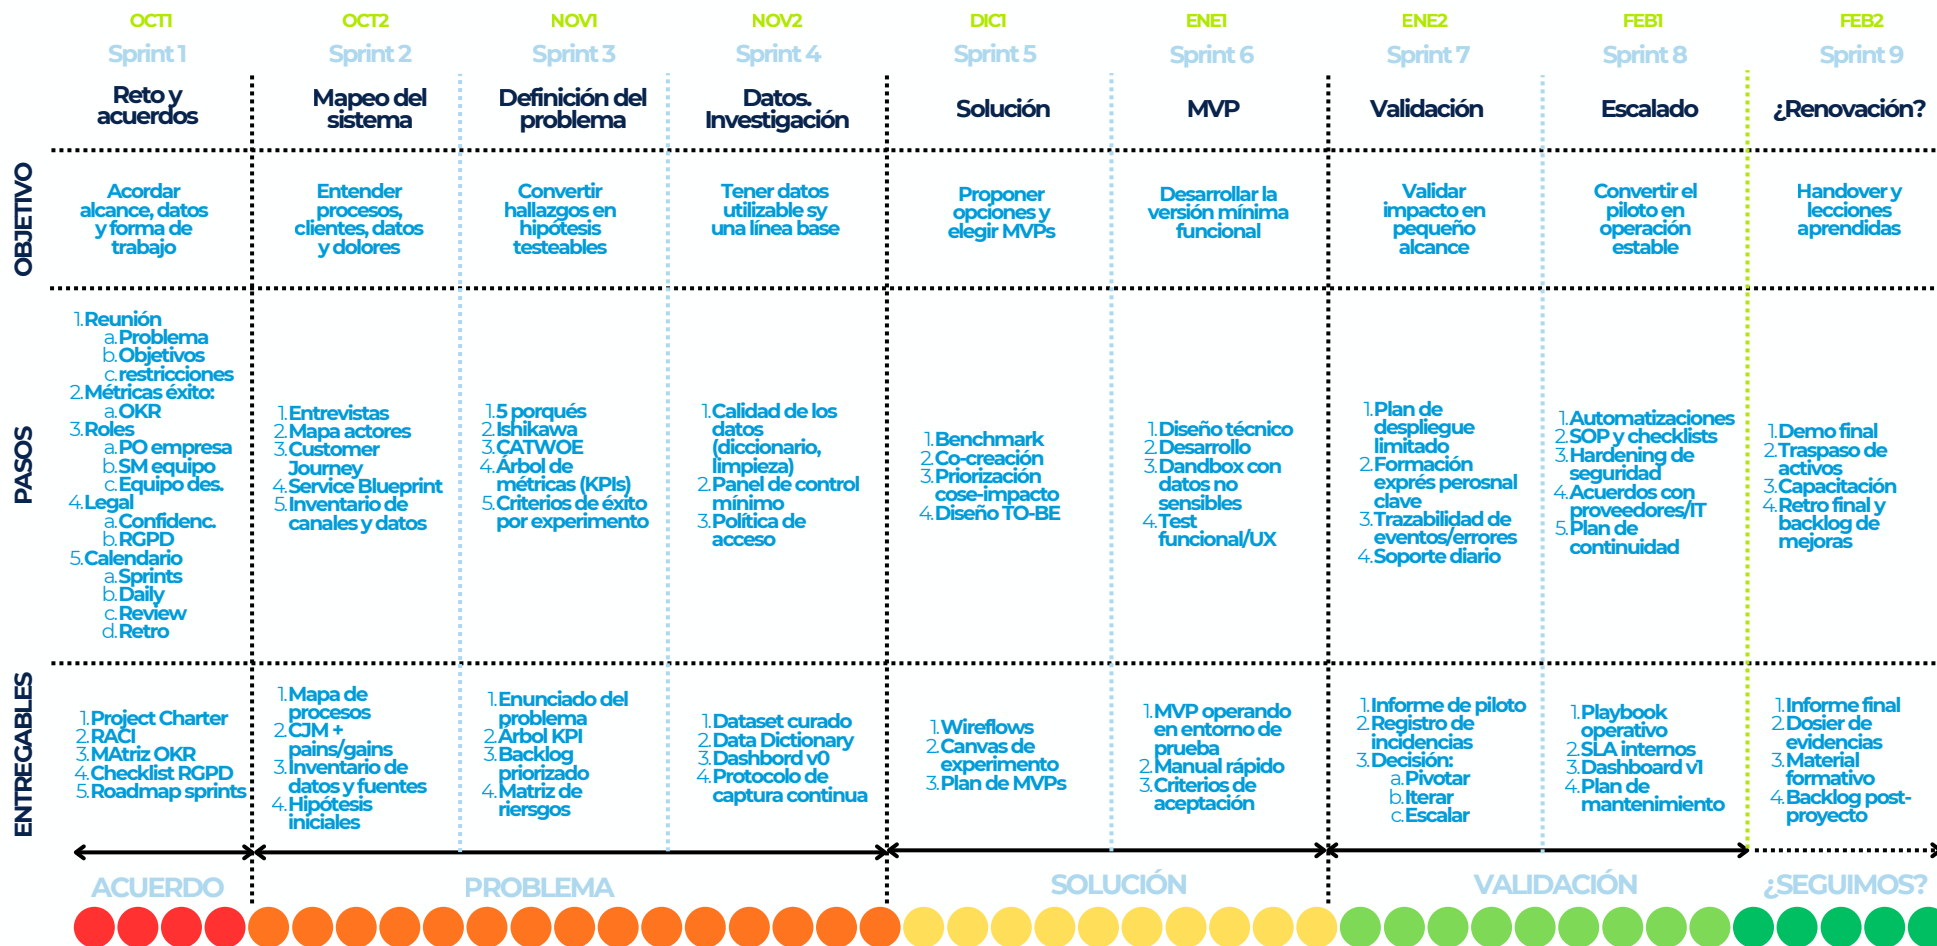 OCT1
OCT2
NOV1
NOV2
DIC1
ENE1
ENE2
FEB1
FEB2
Sprint 1
Sprint 2
Sprint 3
Sprint 4
Sprint 5
Sprint 6
Sprint 7
Sprint 8
Sprint 9
Reto y
acuerdos
Mapeo del
sistema
Definición del
problema
Datos.
Investigación
Solución
MVP
Validación
Escalado
¿Renovación?
OBJETIVO
Acordar
alcance, datos
y forma de
trabajo
Entender
procesos,
clientes, datos
y dolores
Convertir
hallazgos en
hipótesis
testeables
Tener datos
utilizable sy
una línea base
Proponer
opciones y
elegir MVPs
Desarrollar la
versión mínima
funcional
Validar
impacto en
pequeño
alcance
Convertir el
piloto en
operación
estable
Handover y
lecciones
aprendidas
PASOS
1. Reunión
a. Problema
b. Objetivos
c. restricciones
2. Métricas éxito:
a. OKR
3. Roles
a. PO empresa
b. SM equipo
c. Equipo des.
4. Legal
a. Confidenc.
b. RGPD
5. Calendario
a. Sprints
b. Daily
c. Review
d. Retro
1. Entrevistas
2. Mapa actores
3. Customer
Journey
4. Service Blueprint
5. Inventario de
canales y datos
1. 5 porqués
2. Ishikawa
3. CATWOE
4. Árbol de
métricas (KPIs)
5. Criterios de éxito
por experimento
1. Calidad de los
datos
(diccionario,
limpieza)
2. Panel de control
mínimo
3. Política de
acceso
1. Benchmark
2. Co-creación
3. Priorización
cose-impacto
4. Diseño TO-BE
1. Diseño técnico
2. Desarrollo
3. Dandbox con
datos no
sensibles
4. Test
funcional/UX
1. Plan de
despliegue
limitado
2. Formación
exprés perosnal
clave
3. Trazabilidad de
eventos/errores
4. Soporte diario
1. Automatizaciones
2. SOP y checklists
3. Hardening de
seguridad
4. Acuerdos con
proveedores/IT
5. Plan de
continuidad
1. Demo final
2. Traspaso de
activos
3. Capacitación
4. Retro final y
backlog de
mejoras
ENTREGABLES
1. Project Charter
2. RACI
3. MAtriz OKR
4. Checklist RGPD
5. Roadmap sprints
1. Mapa de
procesos
2. CJM +
pains/gains
3. Inventario de
datos y fuentes
4. Hipótesis
iniciales
1. Enunciado del
problema
2. Árbol KPI
3. Backlog
priorizado
4. Matriz de
riersgos
1. Dataset curado
2. Data Dictionary
3. Dashbord v0
4. Protocolo de
captura continua
1. Wireflows
2. Canvas de
experimento
3. Plan de MVPs
1. MVP operando
en entorno de
prueba
2. Manual rápido
3. Criterios de
aceptación
1. Informe de piloto
2. Registro de
incidencias
3. Decisión:
a. Pivotar
b. Iterar
c. Escalar
1. Playbook
operativo
2. SLA internos
3. Dashboard v1
4. Plan de
mantenimiento
1. Informe final
2. Dosier de
evidencias
3. Material
formativo
4. Backlog post-
proyecto
ACUERDO
PROBLEMA
SOLUCIÓN
VALIDACIÓN
¿SEGUIMOS?